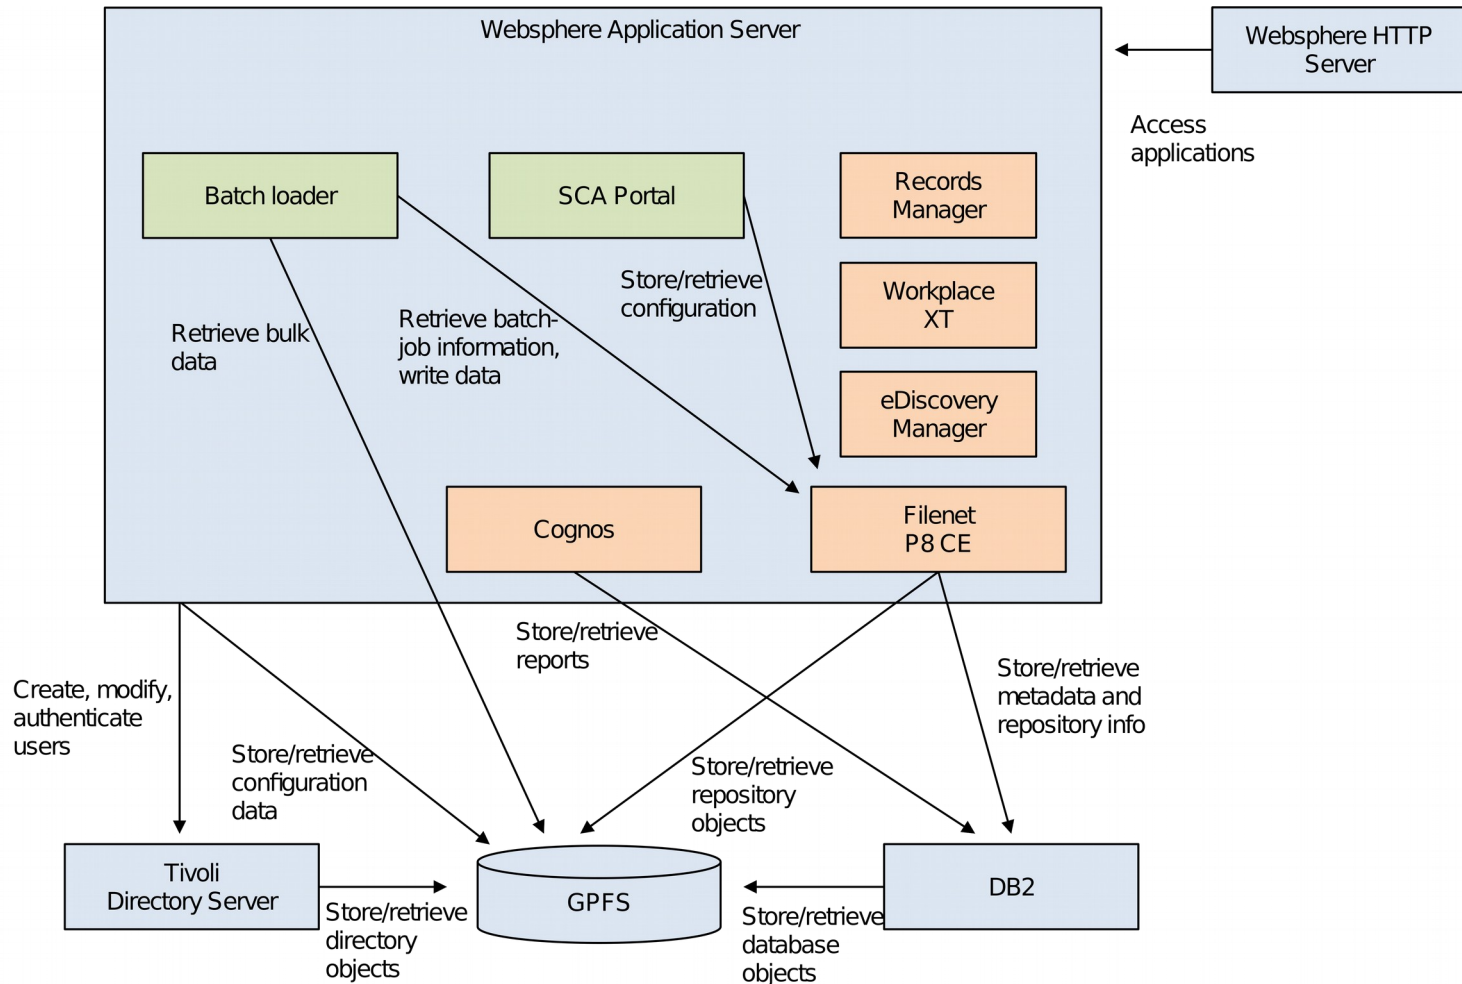 Websphere Application Server
Websphere HTTP
Server
Access
applications
Batch loader
SCA Portal
Records
Manager
Store/retrieve
configuration
Workplace
XT
Retrieve bulk
data
Retrieve batch-
job information,
write data
eDiscovery
Manager
Cognos
Filenet
P8 CE
Store/retrieve
reports
Store/retrieve
metadata and
repository info
Create, modify,
authenticate
users
Store/retrieve
configuration
data
Store/retrieve
repository
objects
Tivoli
Directory Server
GPFS
DB2
Store/retrieve
directory
objects
Store/retrieve
database
objects